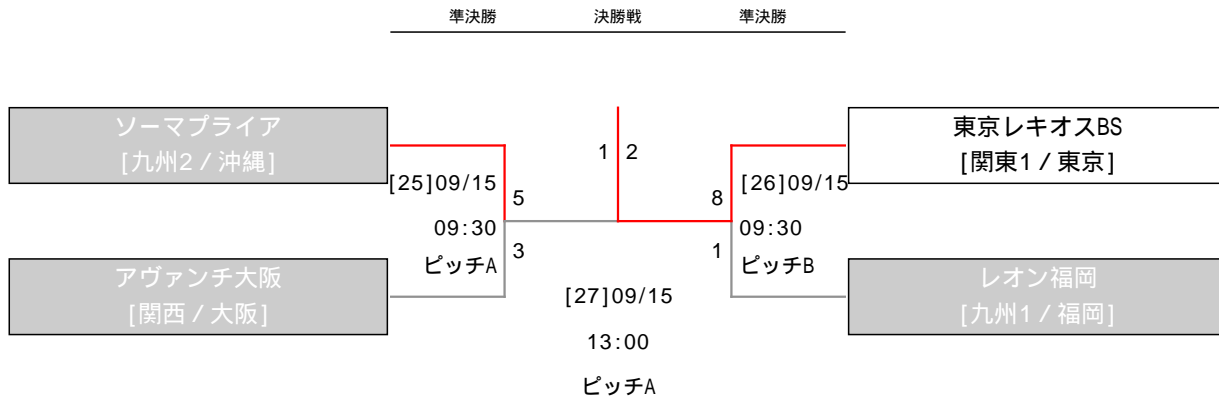 準決勝 決勝戦 準決勝
ソーマプライア
[九州2 / 沖縄]
東京レキオスBS
[関東1 / 東京]
1 2
[25]09/15
5
09:30
3
ピッチA
8
[26]09/15
09:30
1
ピッチB
アヴァンチ大阪
[関西 / 大阪]
レオン福岡
[九州1 / 福岡]
[27]09/15
13:00
ピッチA